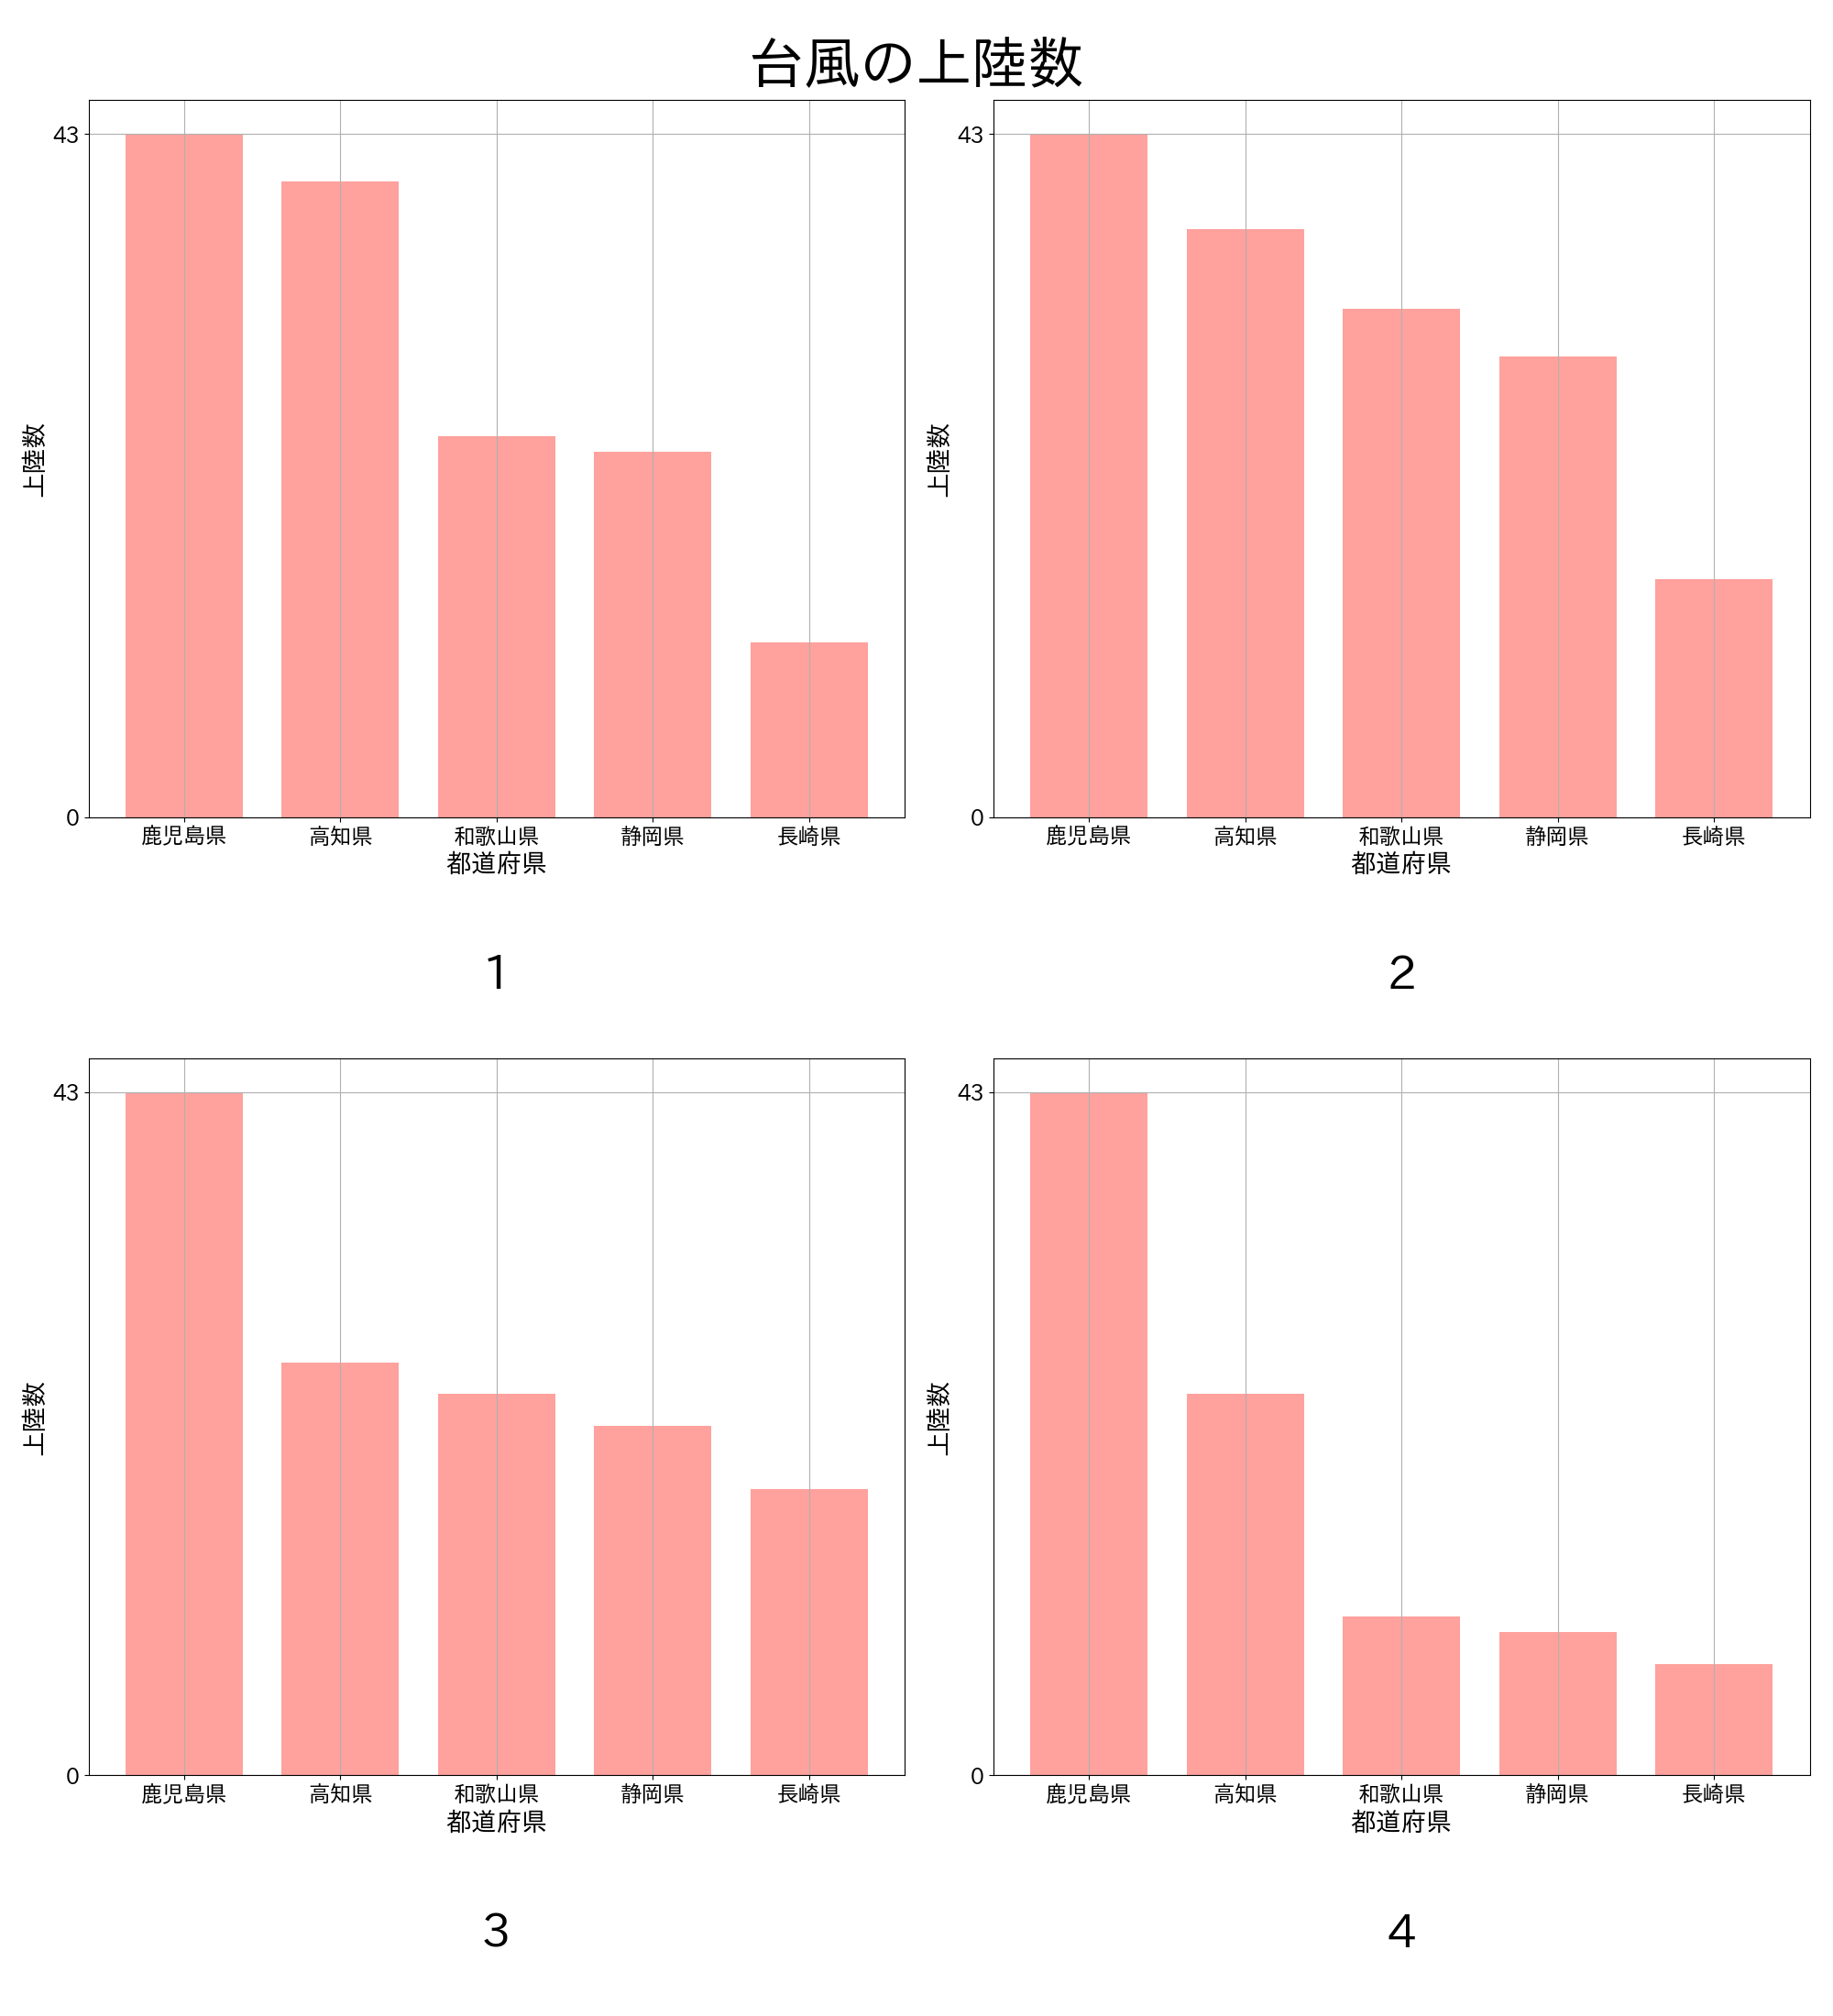 台風の上陸数
43
0
上陸数
鹿児島県 高知県 和歌山県 静岡県 長崎県
都道府県
1
43
0
上陸数
鹿児島県 高知県 和歌山県 静岡県 長崎県
都道府県
2
43
0
上陸数
鹿児島県 高知県 和歌山県 静岡県 長崎県
都道府県
3
43
0
上陸数
鹿児島県 高知県 和歌山県 静岡県 長崎県
都道府県
4